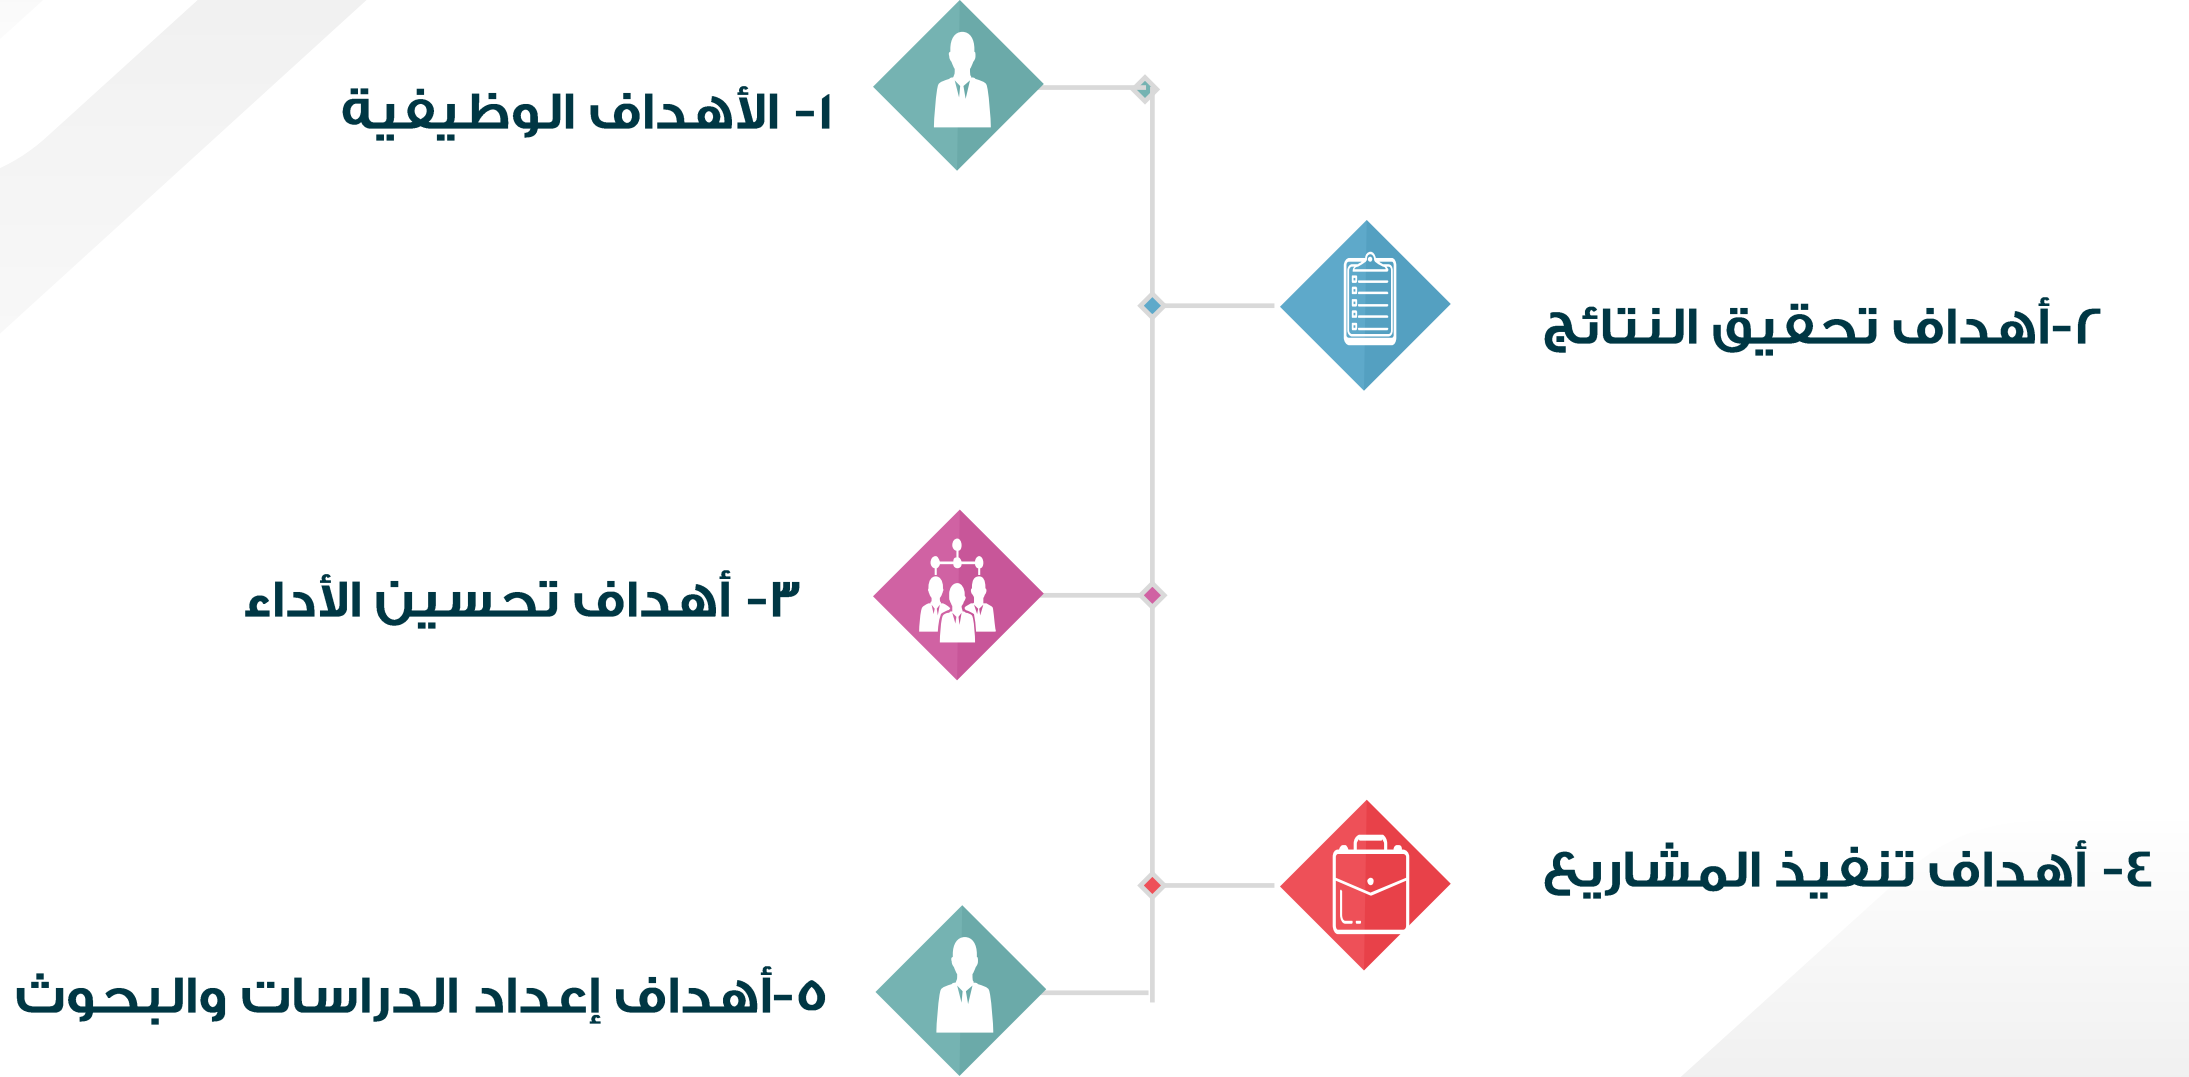 ١- الأهداف الوظيفية
٢-أهداف تحقيق النتائج
٣- أهداف تحسين الأداء
٤- أهداف تنفيذ المشاريع
٥-أهداف إعداد الدراسات والبحوث